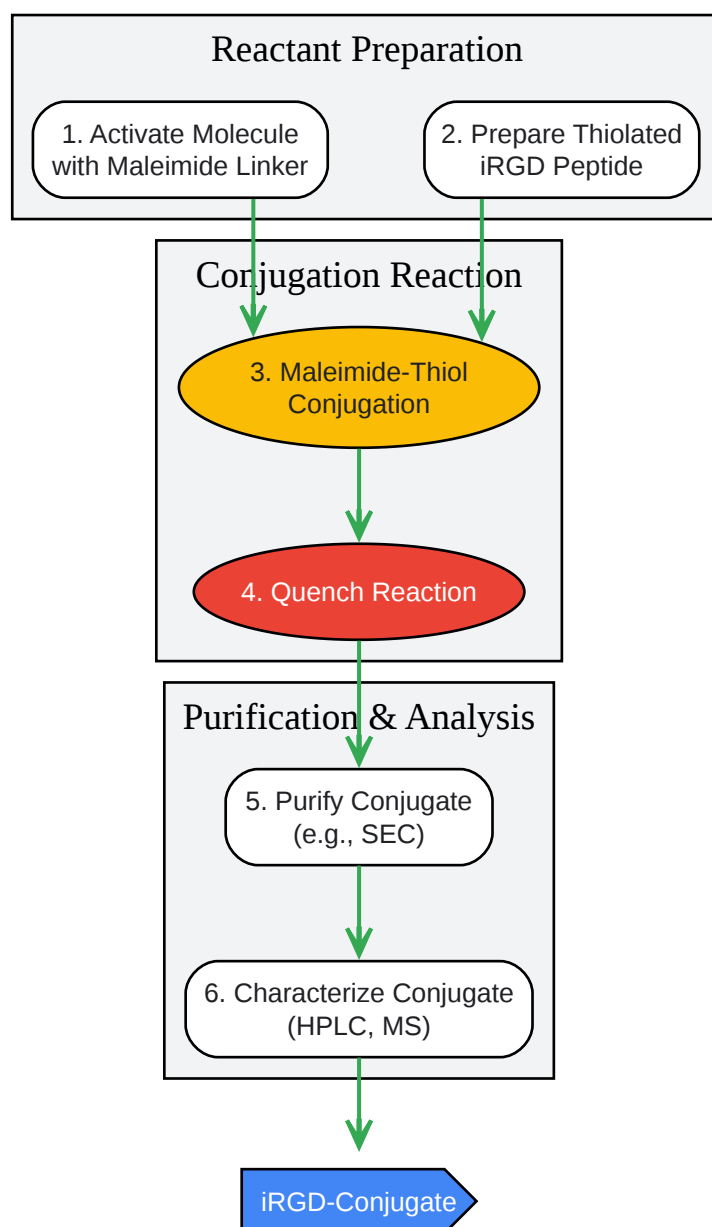 Reactant Preparation
1. Activate Molecule
with Maleimide Linker
2. Prepare Thiolated
iRGD Peptide
Conjugation Reaction
3. Maleimide-Thiol
Conjugation
4. Quench Reaction
Purification & Analysis
5. Purify Conjugate
(e.g., SEC)
6. Characterize Conjugate
(HPLC, MS)
iRGD-Conjugate